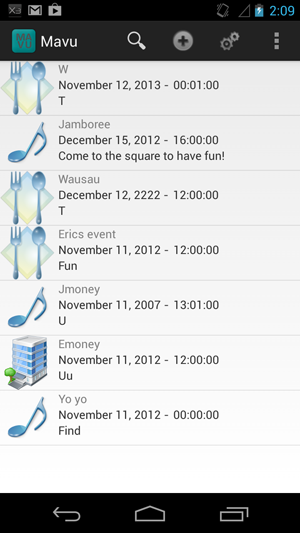 2:09
MA
VU
Mavu
W
November 12, 2013 - 00:01:00
T
Jamboree
December 15, 2012 - 16:00:00
Come to the square to have fun!
Wausau
December 12, 2222 - 12:00:00
T
Erics event
November 11, 2012 - 12:00:00
Fun
Jmoney
November 11, 2007 - 13:01:00
U
Emoney
November 11, 2012 - 12:00:00
Uu
Yo yo
November 11, 2012 - 00:00:00
Find